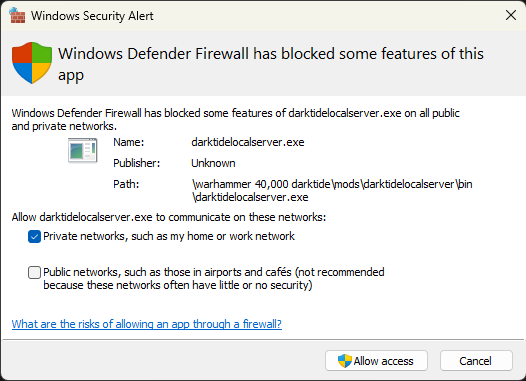 Windows Security Alert
Windows Defender Firewall has blocked some features of this
app
Windows Defender Firewall has blocked some features of darktidelocalserver.exe on all public
and private networks.
Name: darktidelocalserver.exe
Publisher: Unknown
Path: \warhammer 40,000 darktide\mods\darktidelocalserver\bin
\darktidelocalserver.exe
Allow darktidelocalserver.exe to communicate on these networks:
Private networks, such as my home or work network
Public networks, such as those in airports and cafés (not recommended
because these networks often have little or no security)
What are the risks of allowing an app through a firewall?
Allow access Cancel